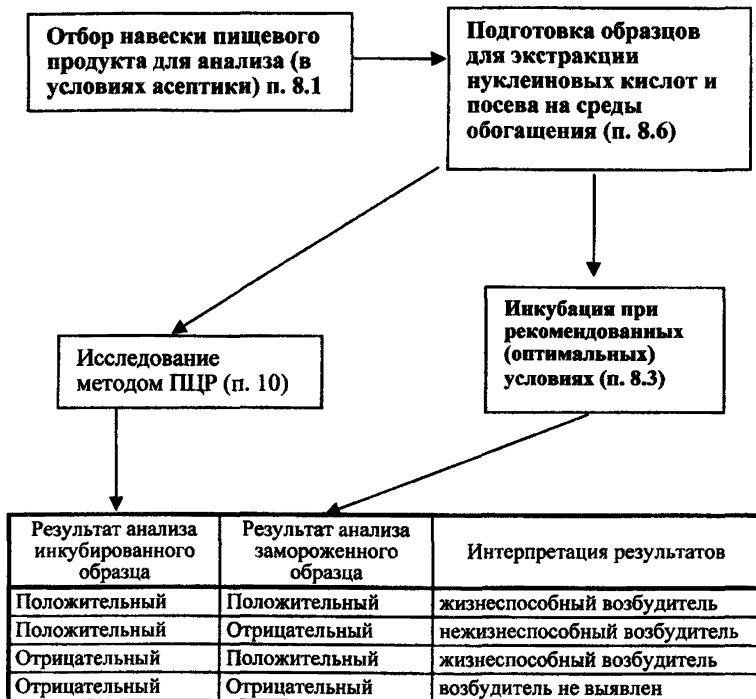 Отбор навески пищевого
продукта для анализа (в
условиях асептики) п. 8.1
Подготовка образцов
для экстракции
нуклеиновых кислот и
посева на среды
обогащения (п. 8.6)
Исследование
методом ПЦР (п. 10)
Инкубация при
рекомендованных
(оптимальных)
условиях (п. 8.3)
Результат анализа
инкубированного
образца
Результат анализа
замороженного
образца
Интерпретация результатов
Положительный Положительный жизнеспособный возбудитель
Положительный Отрицательный нежизнеспособный возбудитель
Отрицательный Положительный жизнеспособный возбудитель
Отрицательный Отрицательный возбудитель не выявлен